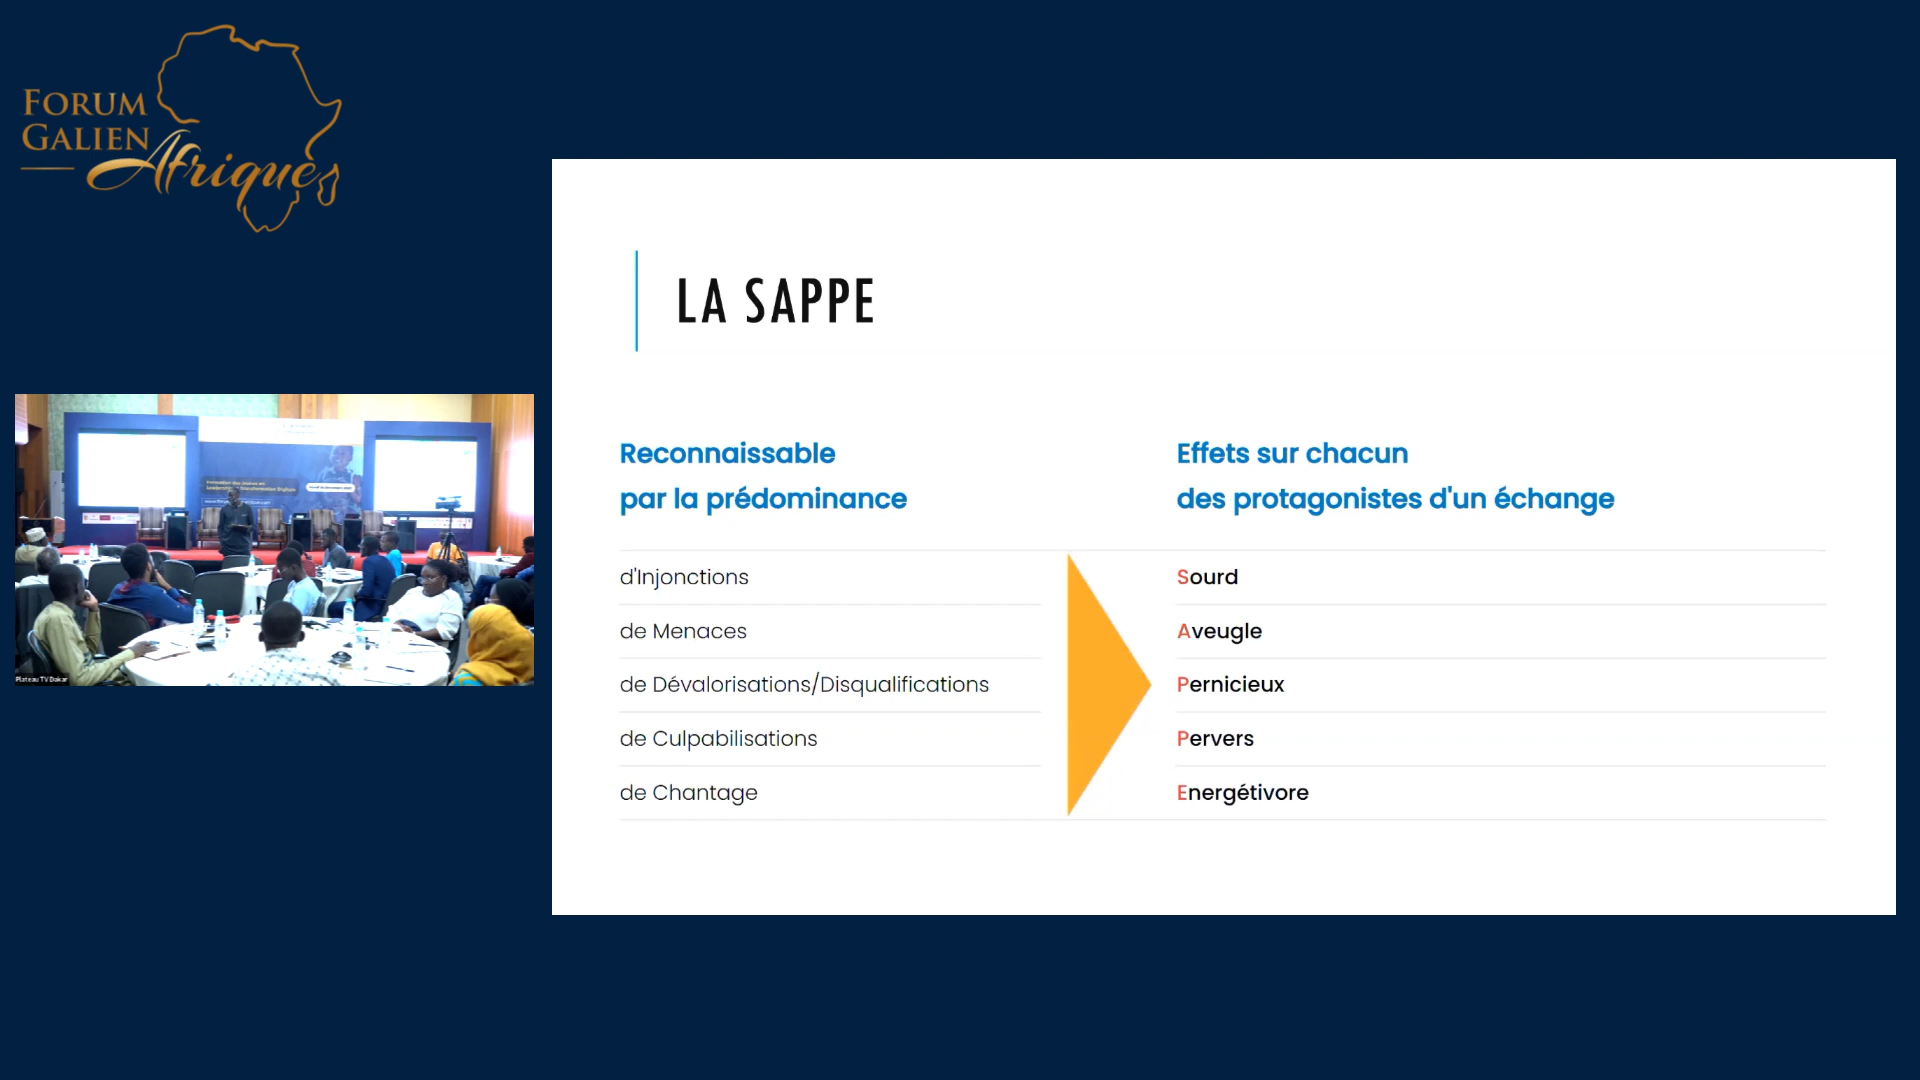 FORUM
GALIEN
Afrique
LA SAPPE
Reconnaissable
par la prédominance
d'Injonctions
de Menaces
de Dévalorisations/Disqualifications
de Culpabilisations
de Chantage
Effets sur chacun
des protagonistes d'un échange
Sourd
Aveugle
Pernicieux
Pervers
Energétivore
Plateau TV Dakar